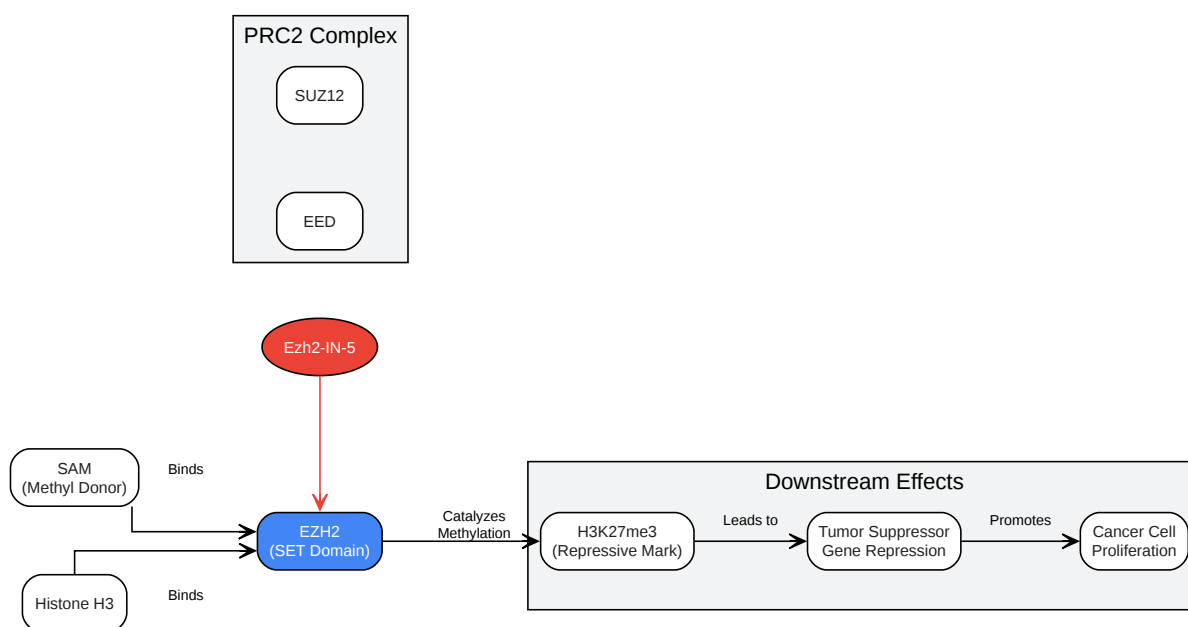 PRC2 Complex
SUZ12
EED
Ezh2-IN-5
SAM
(Methyl Donor)
Binds
EZH2
(SET Domain)
Histone H3
Binds
Catalyzes
Methylation
Downstream Effects
H3K27me3
(Repressive Mark)
Leads to
Tumor Suppressor
Gene Repression
Promotes
Cancer Cell
Proliferation